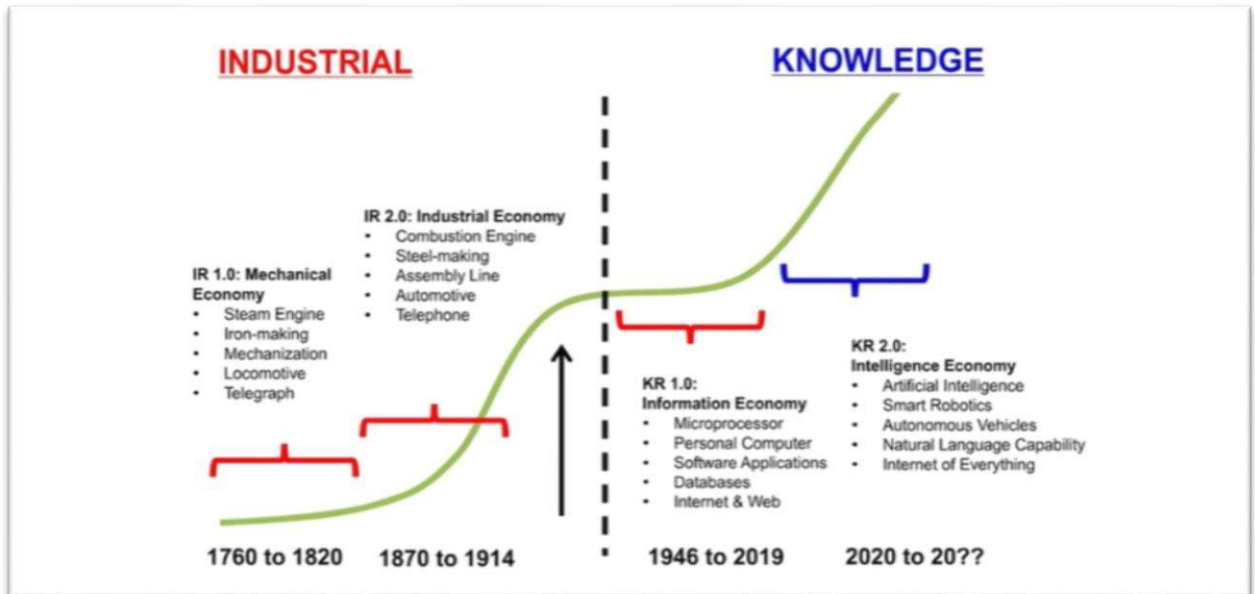 INDUSTRIAL
KNOWLEDGE
IR 1.0: Mechanical
Economy
• Steam Engine
• Iron-making
• Mechanization
• Locomotive
• Telegraph
IR 2.0: Industrial Economy
• Combustion Engine
• Steel-making
• Assembly Line
• Automotive
• Telephone
KR 1.0:
Information Economy
• Microprocessor
• Personal Computer
• Software Applications
• Databases
• Internet & Web
KR 2.0:
Intelligence Economy
• Artificial Intelligence
• Smart Robotics
• Autonomous Vehicles
• Natural Language Capability
• Internet of Everything
1760 to 1820
1870 to 1914
1946 to 2019
2020 to 20??